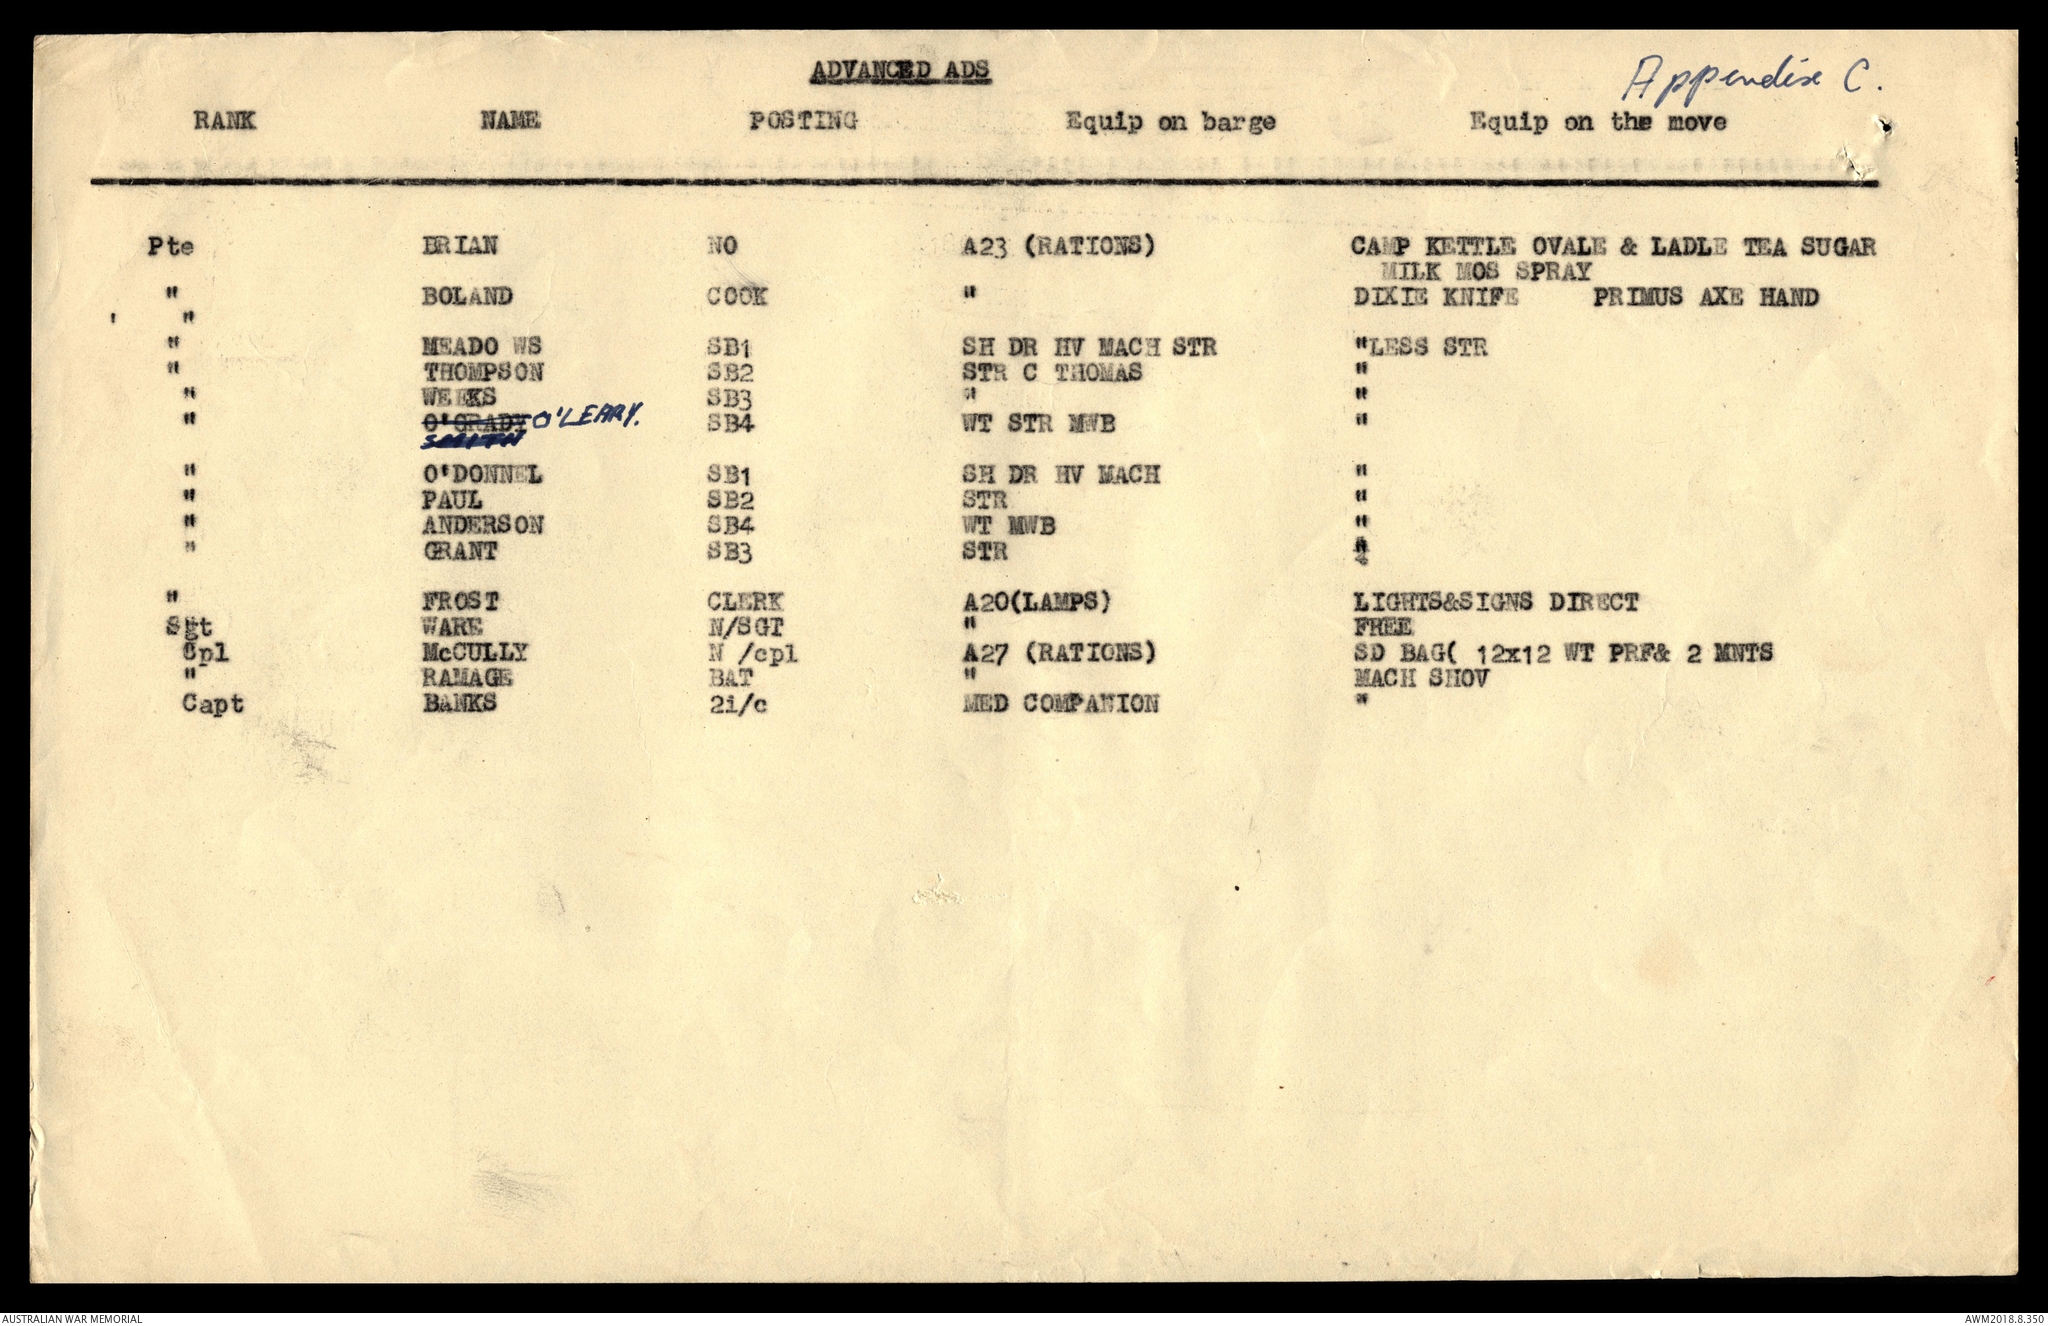 ADVANCED ADS
Appendix C.
RANK NAME POSTING Equip on barge Equip on the move
Pte BRIAN NO A23 (RATIONS) CAMP KETTLE OVALE & LADLE TEA SUGAR
MILK MOS SPRAY
" BOLAND COOK " DIXIE KNIFE PRIMUS AXE HAND
' "
" MEADO WS SB1 SH DR HV MACH STR "LESS STR
" THOMPSON SB2 STR C THOMAS "
" WEEKS SB3 " "
" O'GRADY O'LEARY. SB4 WT STR MWB "
" O'DONNEL SB1 SH DR HV MACH "
" PAUL SB2 STR "
" ANDERSON SB4 WT MWB "
" GRANT SB3 STR "
" FROST CLERK A20(LAMPS) LIGHTS&SIGNS DIRECT
Sgt WARE N/SGT " FREE
Cpl McCULLY N /cpl A27 (RATIONS) SD BAG( 12x12 WT PRF& 2 MNTS
" RAMAGE BAT " MACH SHOV
Capt BANKS 2i/c MED COMPANION "
AUSTRALIAN WAR MEMORIAL
AWM2018.8.350